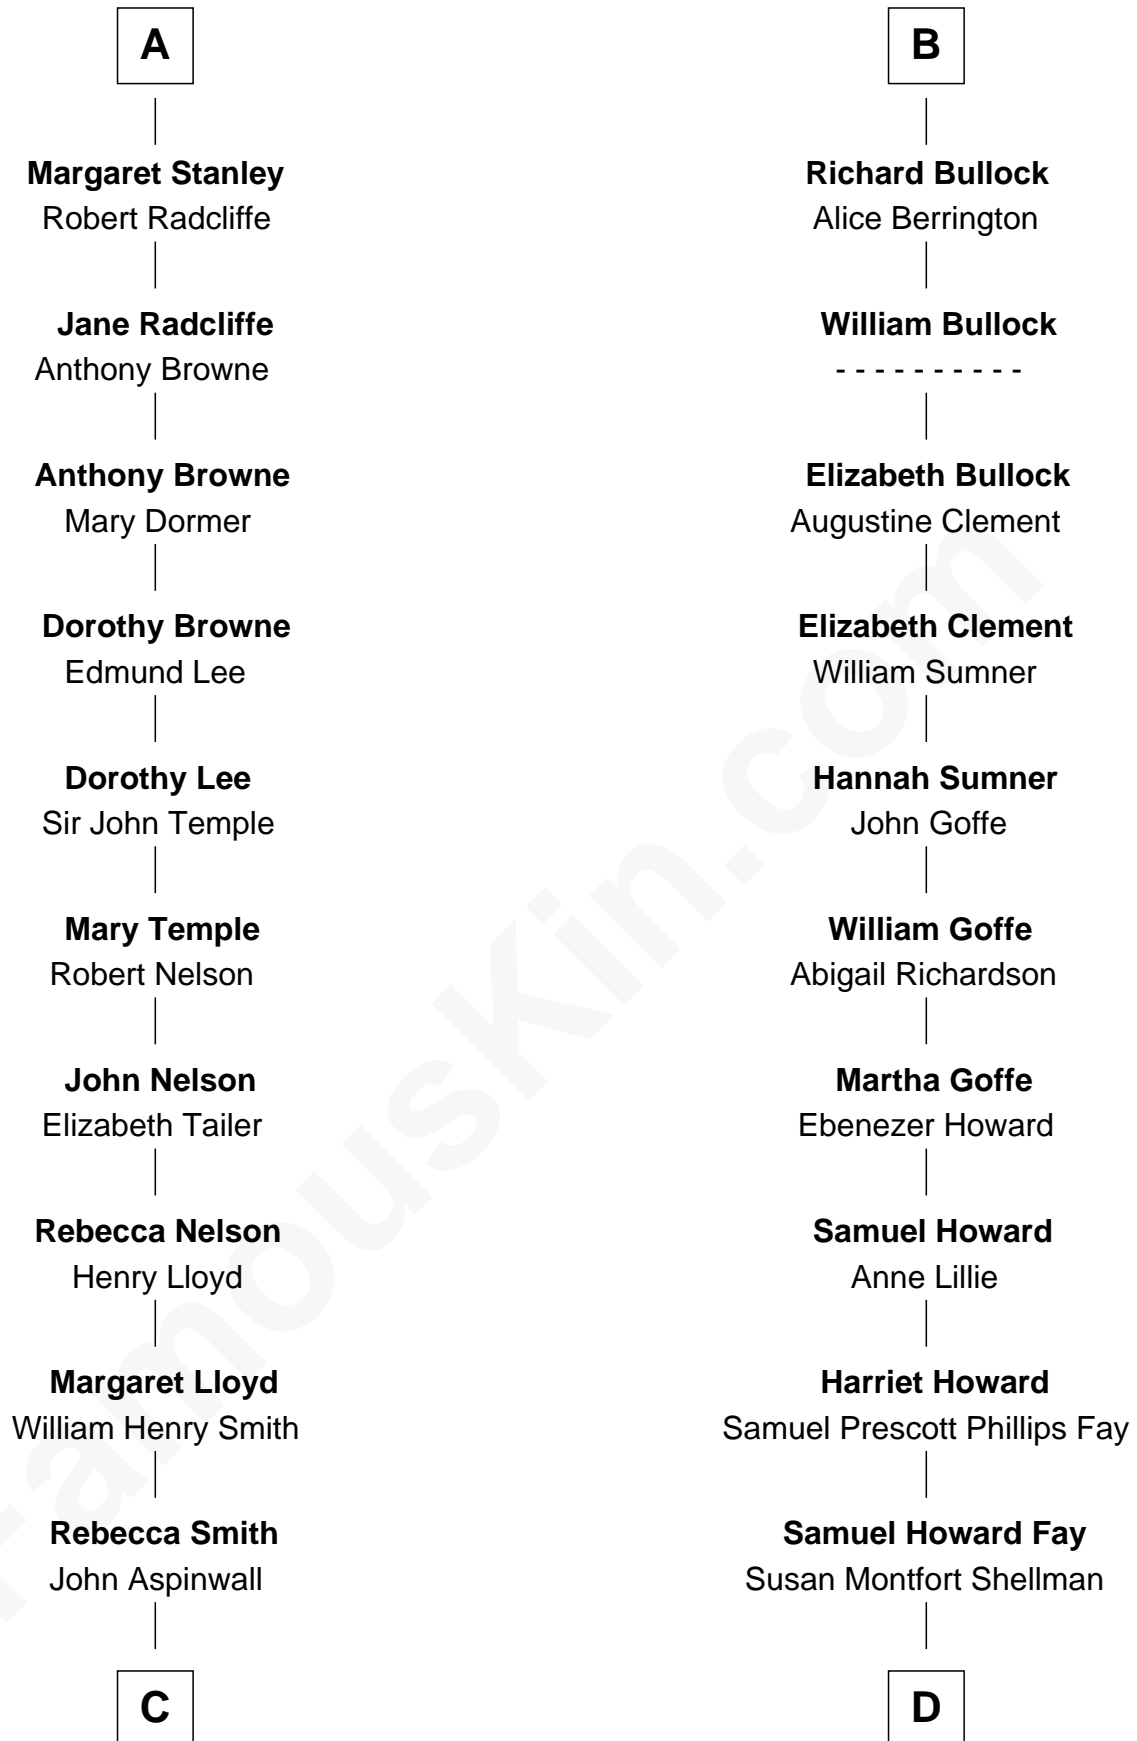 A
Margaret Stanley
Robert Radcliffe
Jane Radcliffe
Anthony Browne
Anthony Browne
Mary Dormer
Dorothy Browne
Edmund Lee
Dorothy Lee
Sir John Temple
Mary Temple
Robert Nelson
John Nelson
Elizabeth Tailer
Rebecca Nelson
Henry Lloyd
Margaret Lloyd
William Henry Smith
Rebecca Smith
John Aspinwall
C
B
Richard Bullock
Alice Berrington
William Bullock
- - - - - - - - - -
Elizabeth Bullock
Augustine Clement
Elizabeth Clement
William Sumner
Hannah Sumner
John Goffe
William Goffe
Abigail Richardson
Martha Goffe
Ebenezer Howard
Samuel Howard
Anne Lillie
Harriet Howard
Samuel Prescott Phillips Fay
Samuel Howard Fay
Susan Montfort Shellman
D
FamousKin.com